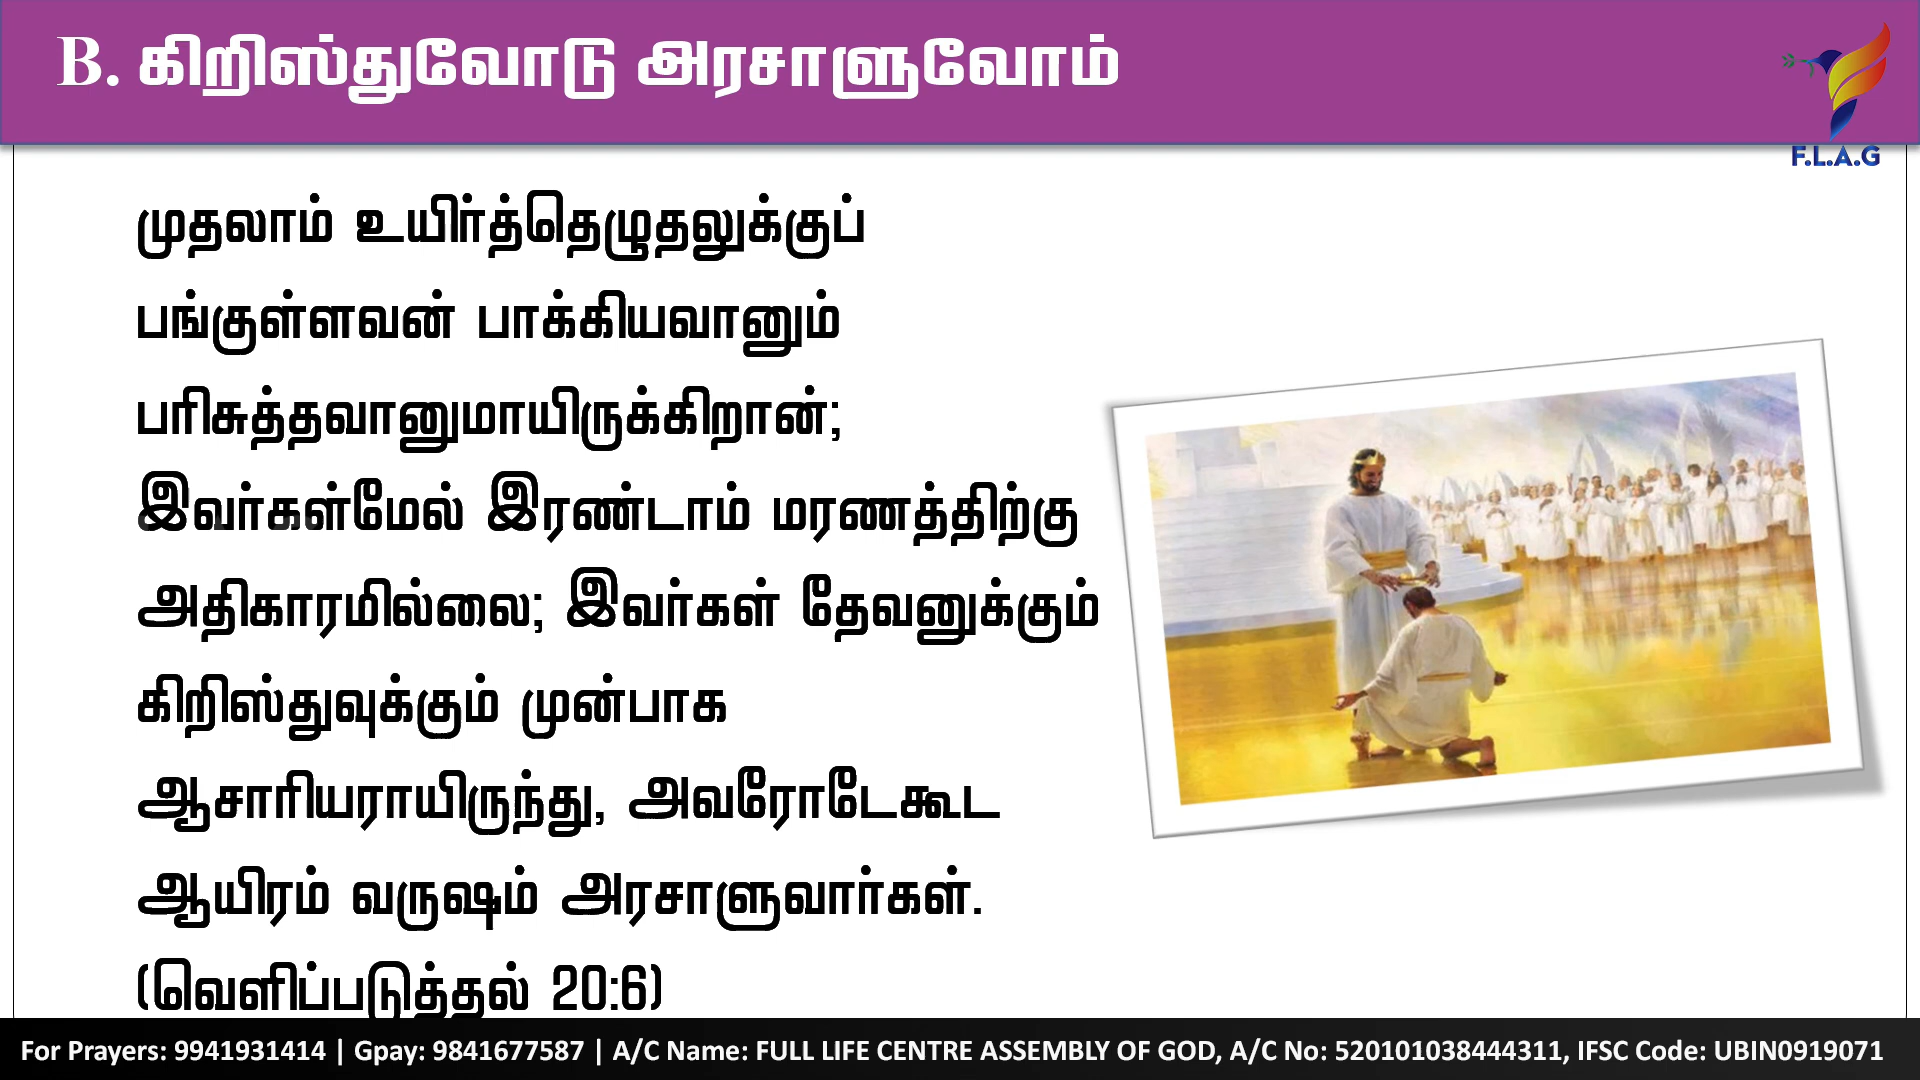 B. கிறிஸ்துவோடு அரசாளுவோம்
F.L.A.G
முதலாம் உயிர்த்தெழுதலுக்குப்
பங்குள்ளவன் பாக்கியவானும்
பரிசுத்தவானுமாயிருக்கிறான்;
இவர்கள்மேல் இரண்டாம் மரணத்திற்கு
அதிகாரமில்லை; இவர்கள் தேவனுக்கும்
கிறிஸ்துவுக்கும் முன்பாக
ஆசாரியராயிருந்து, அவரோடேகூட
ஆயிரம் வருஷம் அரசாளுவார்கள்.
(வெளிப்படுத்தல் 20:6)
For Prayers: 9941931414 | Gpay: 9841677587 | A/C Name: FULL LIFE CENTRE ASSEMBLY OF GOD, A/C No: 520101038444311, IFSC Code: UBIN0919071